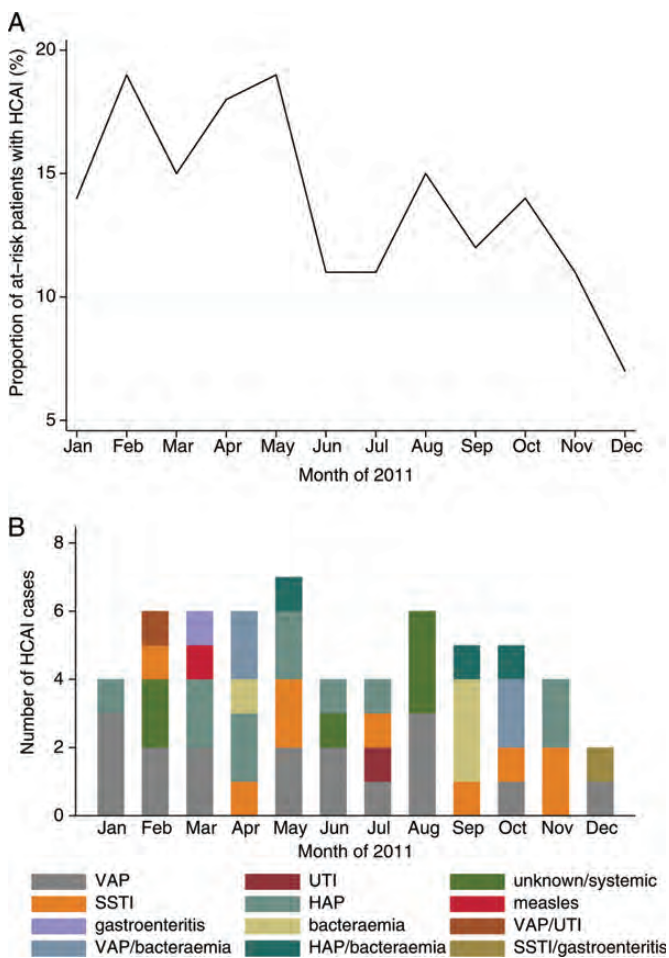 A
Proportion of at-risk patients with HCAI (%)
20
15
10
5
Jan Feb Mar Apr May Jun Jul Aug Sep Oct Nov Dec
Month of 2011
B
Number of HCAI cases
8
6
4
2
0
Jan Feb Mar Apr May Jun Jul Aug Sep Oct Nov Dec
Month of 2011
VAP UTI unknown/systemic
SSTI HAP measles
gastroenteritis bacteraemia VAP/UTI
VAP/bacteraemia HAP/bacteraemia SSTI/gastroenteritis